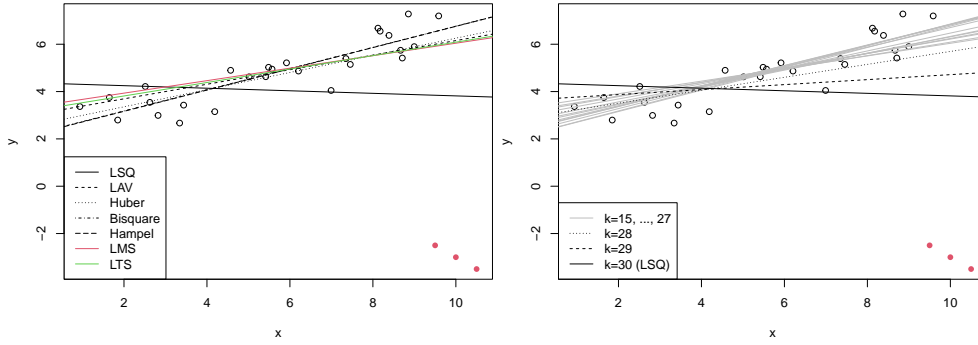 6
4
2
0
−2
y
LSQ
LAV
Huber
Bisquare
Hampel
LMS
LTS
2 4 6 8 10
x
6
4
2
0
−2
y
k=15, ..., 27
k=28
k=29
k=30 (LSQ)
2 4 6 8 10
x